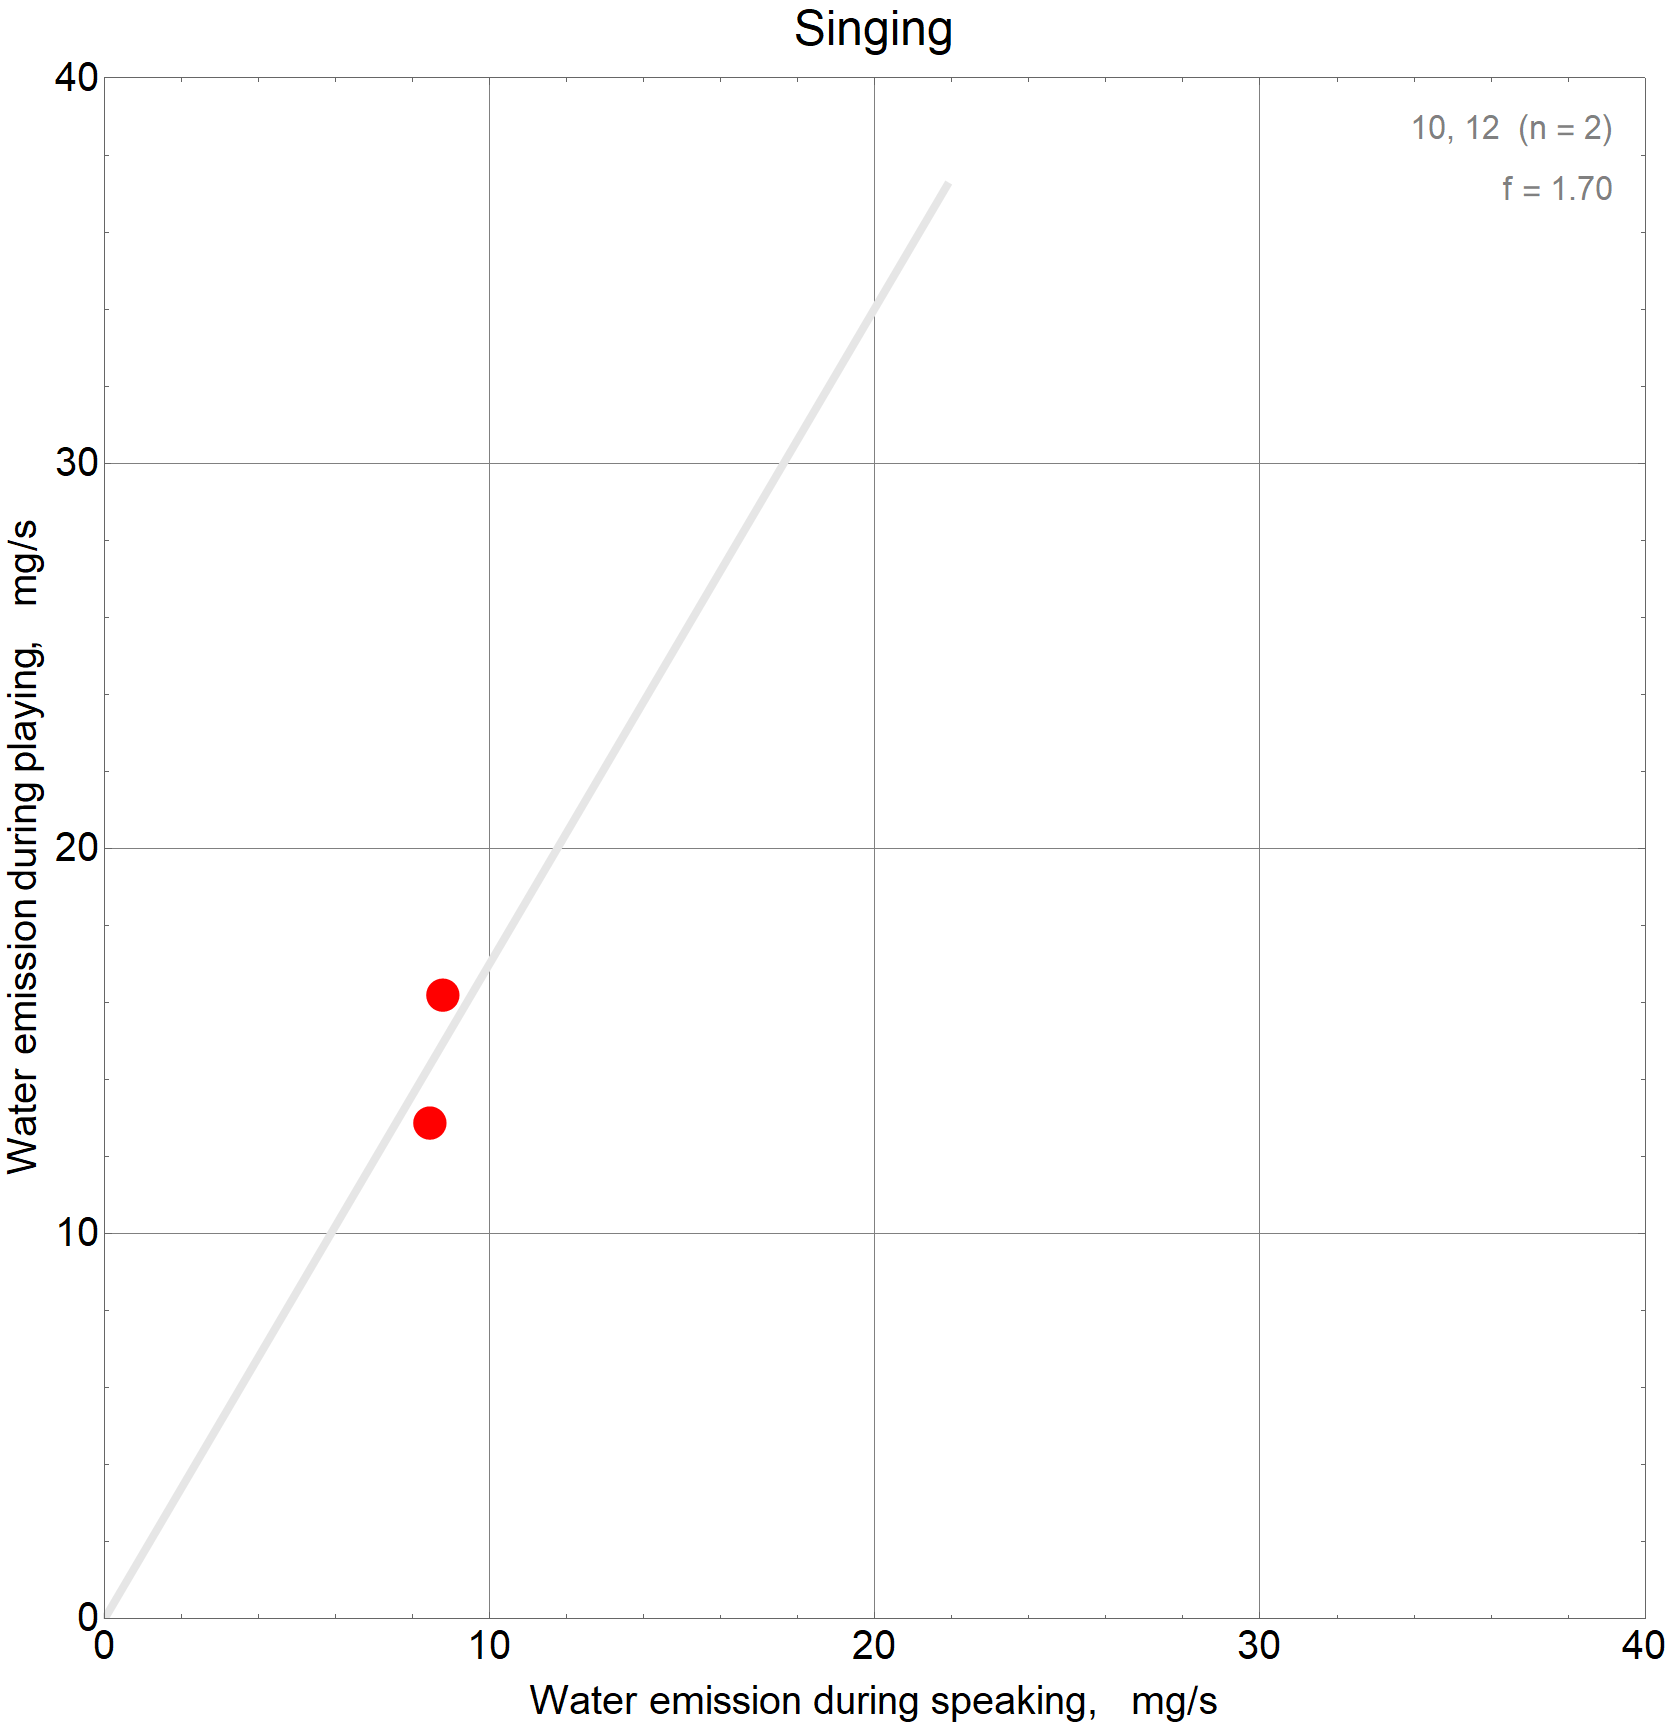 Singing
40
10, 12 (n = 2)
f = 1.70
30
20
10
0
Water emission during playing, mg/s
0 10 20 30 40
Water emission during speaking, mg/s